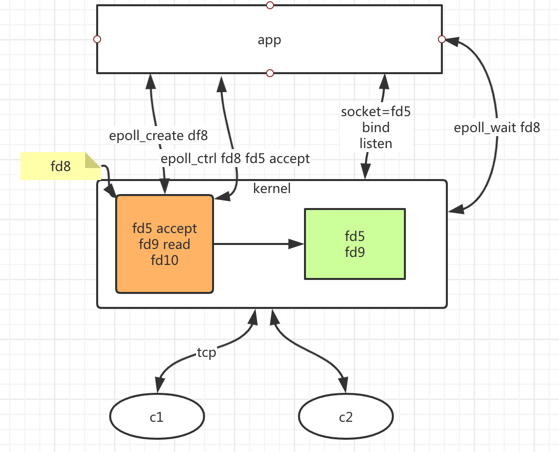 app
socket=fd5
bind
listen
epoll_wait fd8
epoll_create df8
epoll_ctrl fd8 fd5 accept
fd8
kernel
fd5 accept
fd9 read
fd10
fd5
fd9
tcp
c1
c2